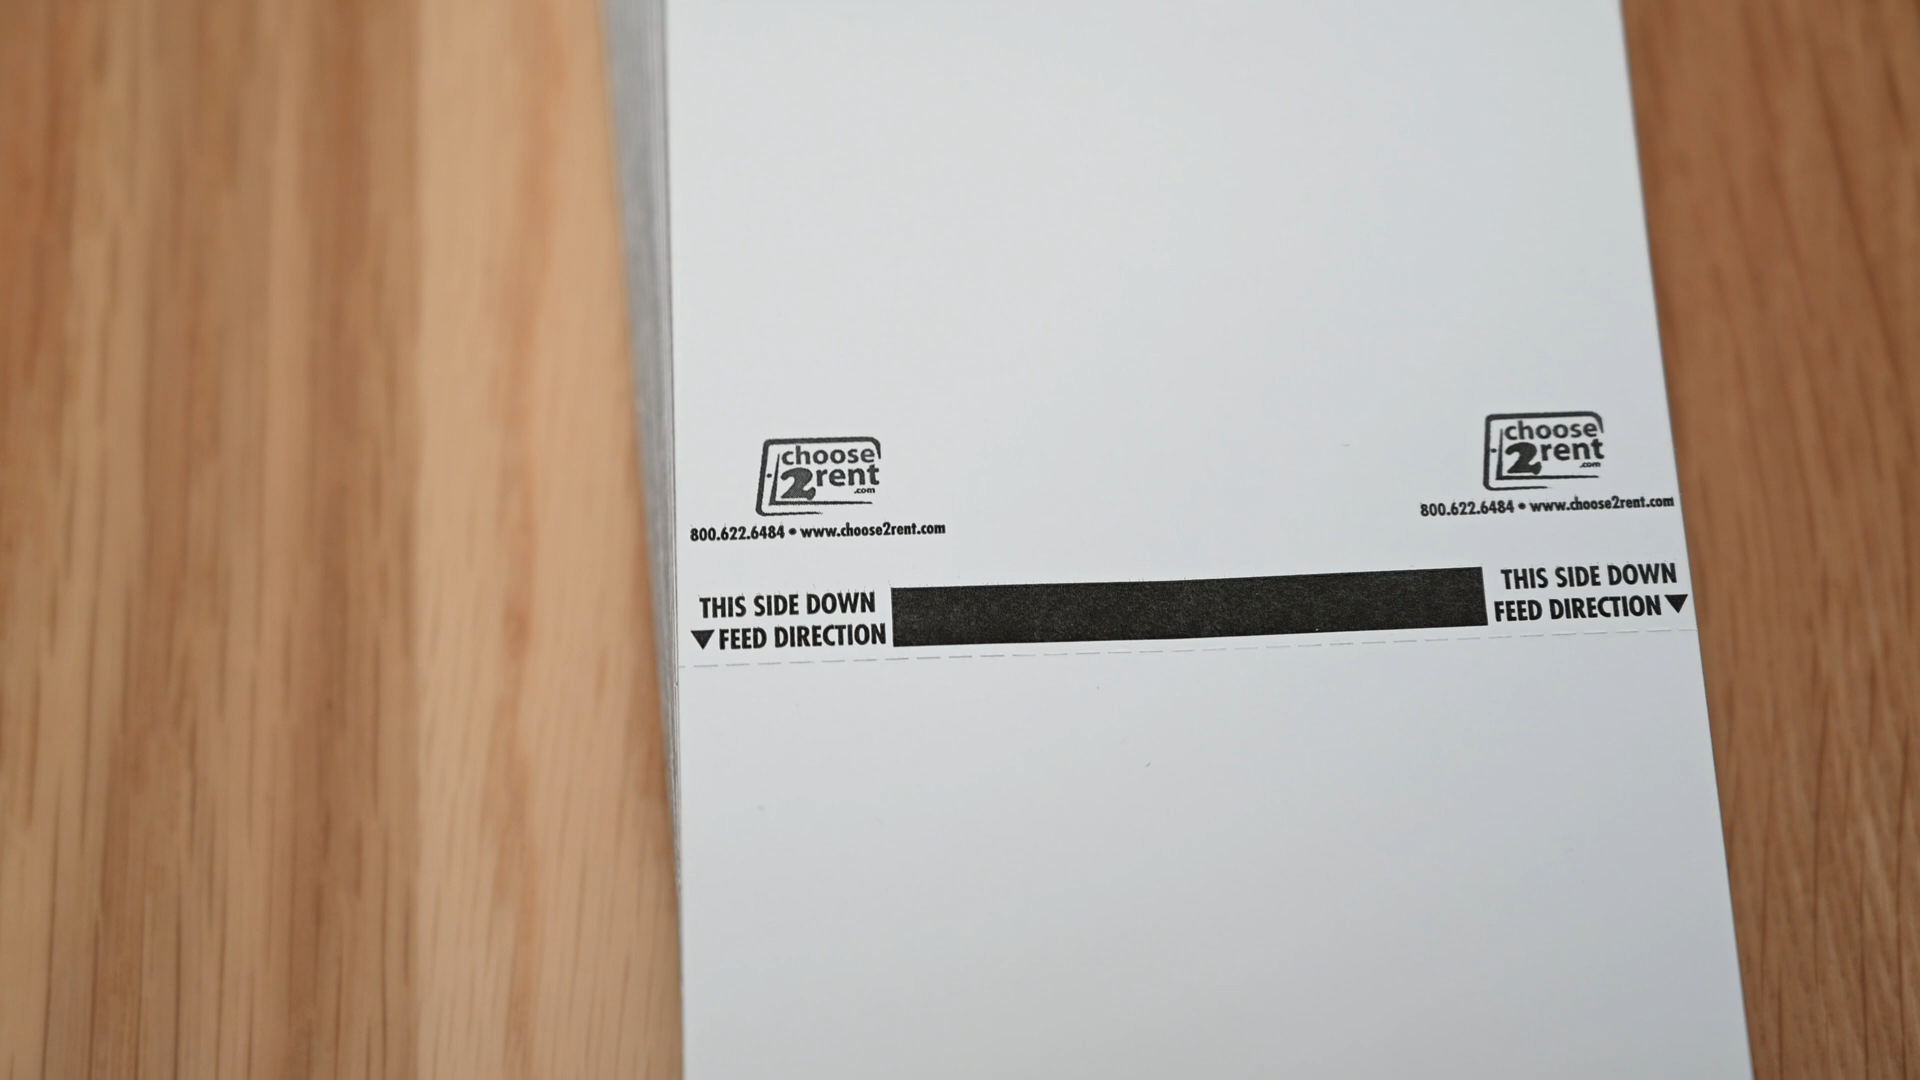 choose
2rent
.com
800.622.6484 • www.choose2rent.com
THIS SIDE DOWN
▼FEED DIRECTION
choose
2rent
.com
800.622.6484 • www.choose2rent.com
THIS SIDE DOWN
FEED DIRECTION▼